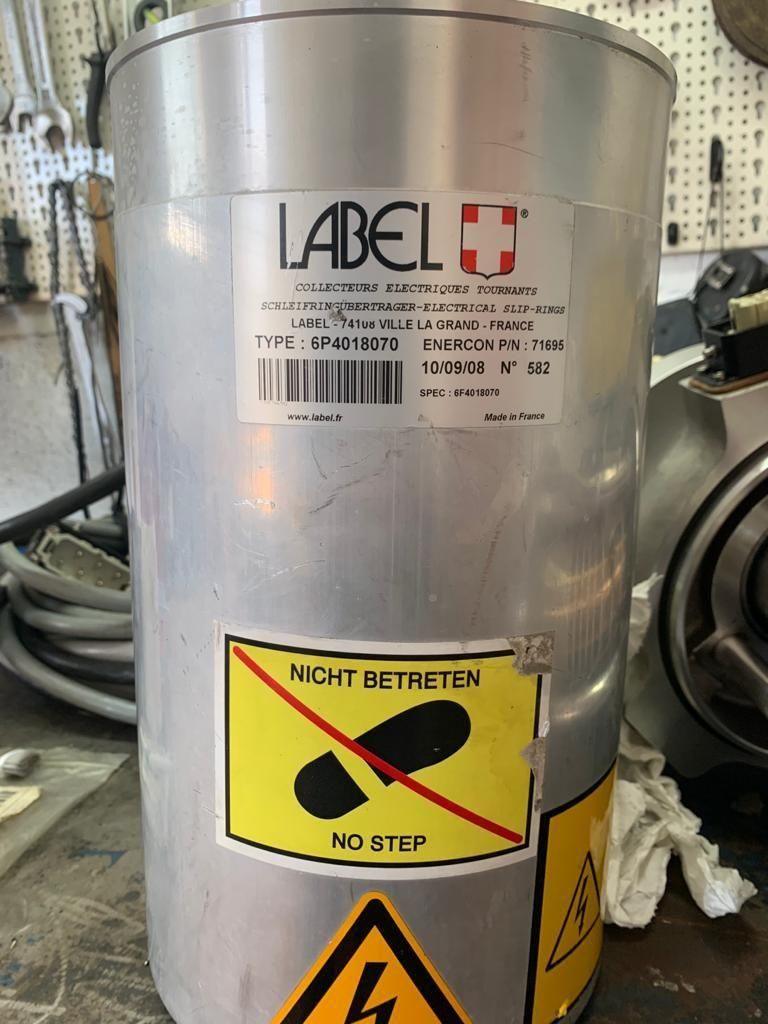 LABEL ®
COLLECTEURS ELECTRIQUES TOURNANTS
SCHLEIFRINGÜBERTRAGER-ELECTRICAL SLIP-RINGS
LABEL - 74108 VILLE LA GRAND - FRANCE
TYPE : 6P4018070 ENERCON P/N : 71695
10/09/08 N° 582
SPEC : 6F4018070
www.label.fr Made in France
NICHT BETRETEN
NO STEP